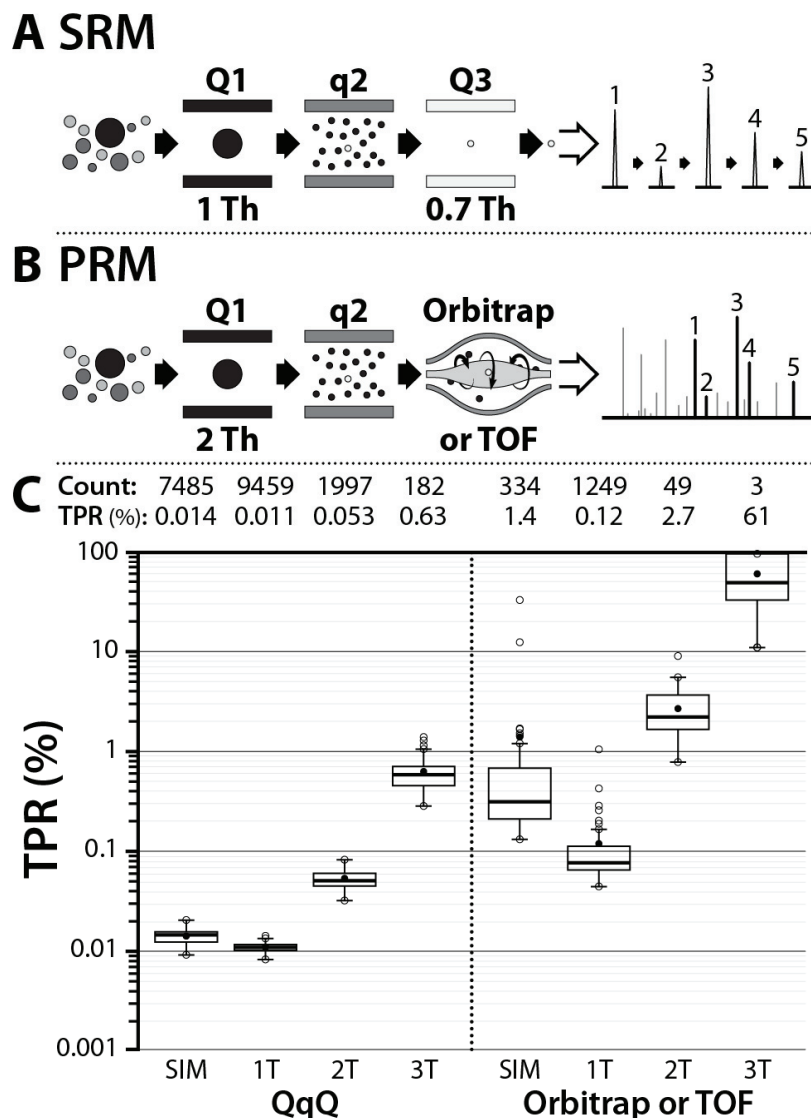 A SRM
Q1 q2 Q3
1 Th 0.7 Th
1 2 3 4 5
B PRM
Q1 q2 Orbitrap
2 Th or TOF
1 2 3 4 5
C Count: 7485 9459 1997 182 334 1249 49 3
TPR (%): 0.014 0.011 0.053 0.63 1.4 0.12 2.7 61
TPR (%)
100
10
1
0.1
0.01
0.001
SIM 1T 2T 3T SIM 1T 2T 3T
QqQ Orbitrap or TOF